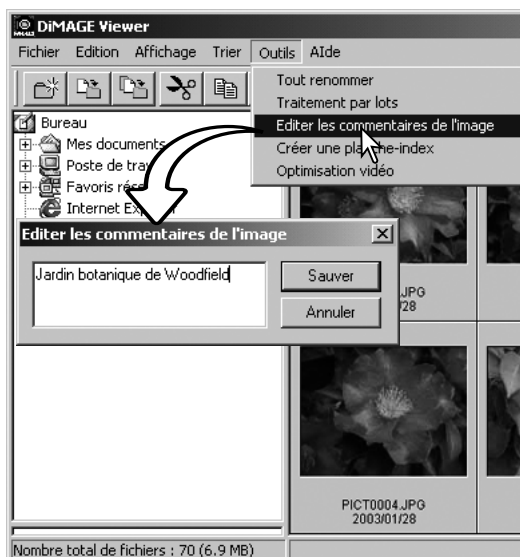 DiMAGE Viewer
Fichier Edition Affichage Trier Outils AIde
Tout renommer
Traitement par lots
Editer les commentaires de l'image
Créer une planche-index
Optimisation vidéo
Bureau
Mes documents
Poste de trav
Favoris rése
Internet Exp
Editer les commentaires de l'image
Jardin botanique de Woodfield
Sauver
Annuler
.JPG
/28
PICT0004.JPG
2003/01/28
Nombre total de fichiers : 70 (6.9 MB)